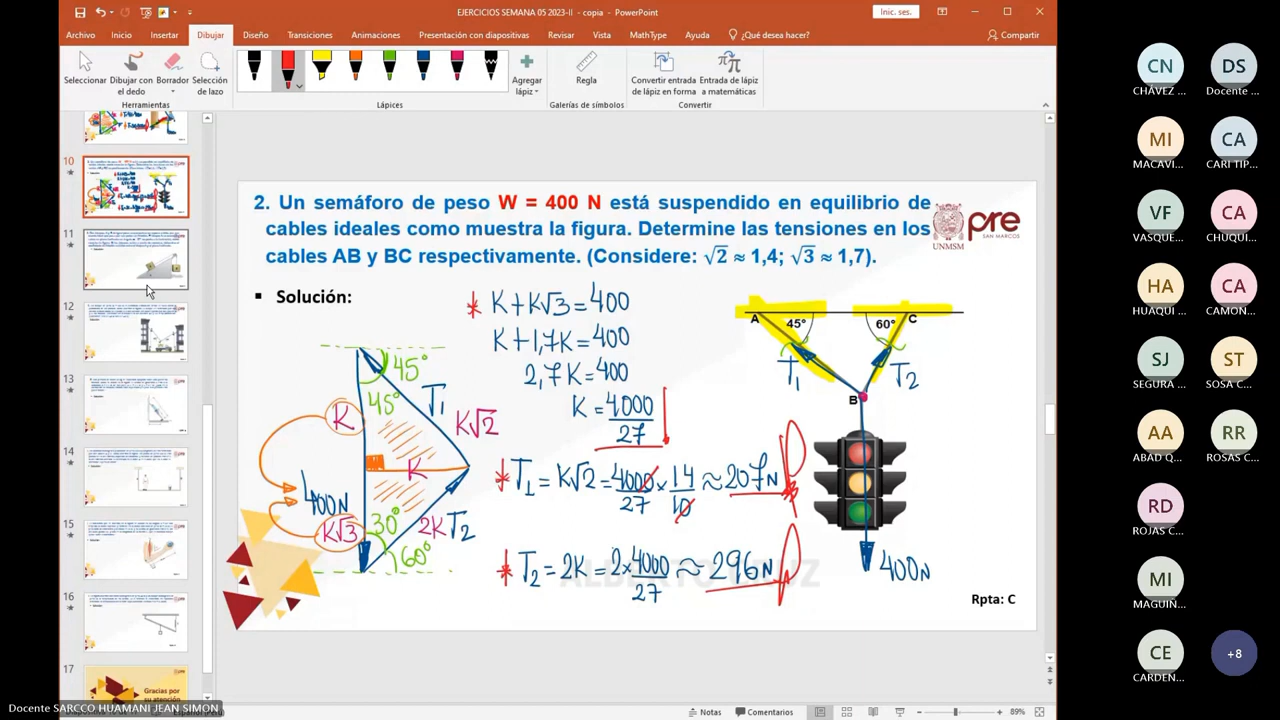 EJERCICIOS SEMANA 05 2023-II - copia - PowerPoint
Inic. ses.
Archivo Inicio Insertar Dibujar Diseño Transiciones Animaciones Presentación con diapositivas Revisar Vista MathType Ayuda ¿Qué desea hacer? Compartir
Seleccionar
Dibujar con el dedo
Borrador
Selección de lazo
Agregar lápiz
Regla
Convertir entrada de lápiz en forma
Entrada de lápiz a matemáticas
Herramientas
Lápices
Galerías de símbolos
Convertir
10
11
12
13
14
15
16
17
Gracias por
su atención
2. Un semáforo de peso W = 400 N está suspendido en equilibrio de
cables ideales como muestra la figura. Determine las tensiones en los
cables AB y BC respectivamente. (Considere: √2 ≈ 1,4; √3 ≈ 1,7).
UNMSM
pre
SAN MARCOS
Solución:
* K+K√3=400
K+1,7K=400
2,7K=400
K = 4000/27
* T1=K√2=4000/27×14/10≈207N
* T2=2K=2×4000/27≈296N
45°
45°
T1
K√2
K
K
400N
K√3
30°
2K T2
60°
A
45°
60°
C
T1
T2
B
400N
Rpta: C
Docente SARCCO HUAMANI JEAN SIMON
Notas
Comentarios
89%
CN
CHÁVEZ ...
DS
Docente ...
MI
MACAVI...
CA
CARI TIP...
VF
VASQUE...
CA
CHUQUI...
HA
HUAQUI ...
CA
CAMON...
SJ
SEGURA ...
ST
SOSA C...
AA
ABAD Q...
RR
ROSAS C...
RD
ROJAS C...
MI
MAGUIÑ...
CE
CARDEN...
+8